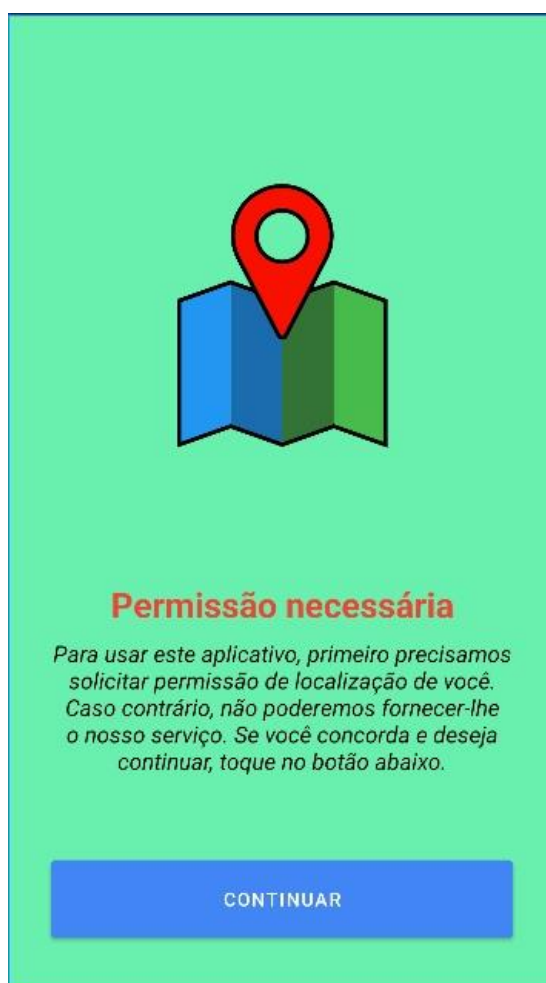 Permissão necessária
Para usar este aplicativo, primeiro precisamos
solicitar permissão de localização de você.
Caso contrário, não poderemos fornecer-lhe
o nosso serviço. Se você concorda e deseja
continuar, toque no botão abaixo.
CONTINUAR